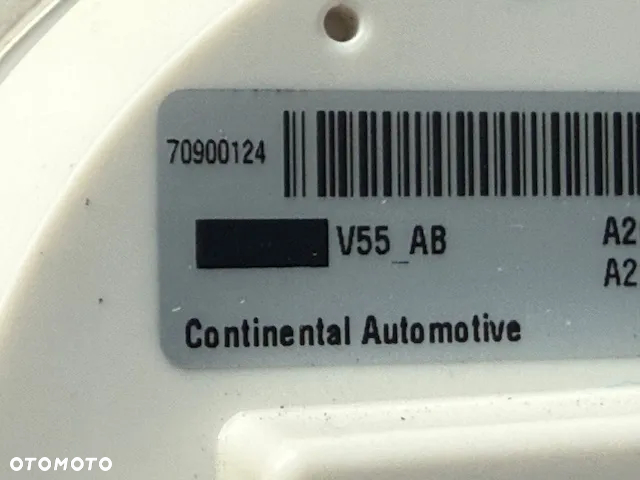 70900124
V55_AB
A2
A2
Continental Automotive
OTOMOTO